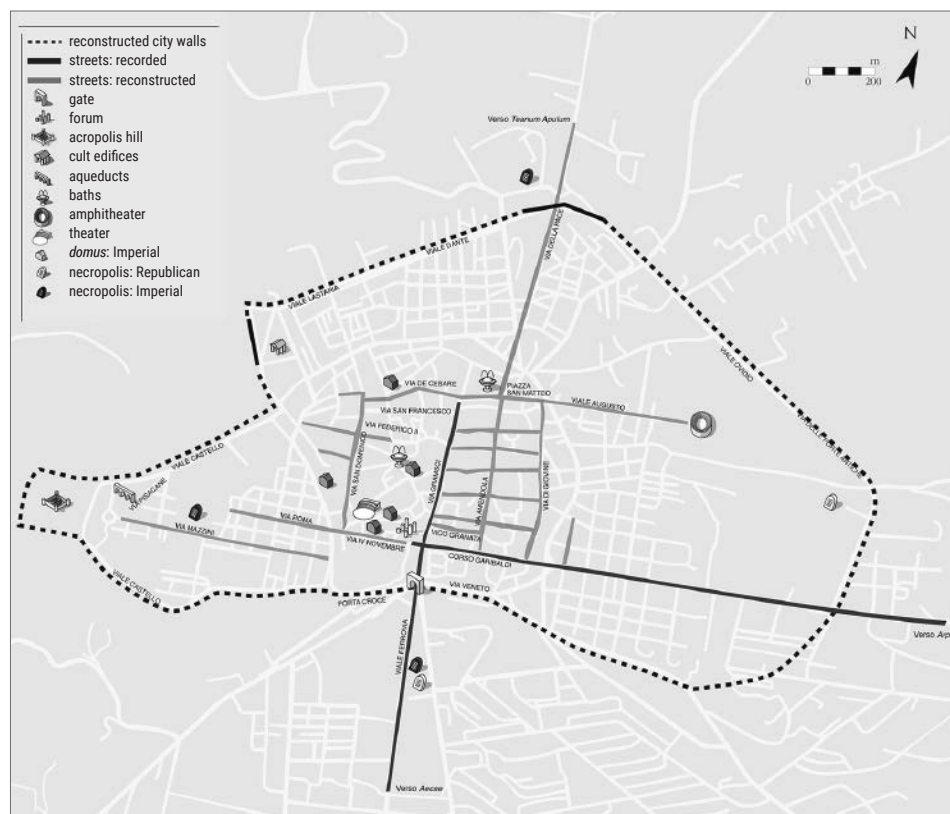 reconstructed city walls
streets: recorded
streets: reconstructed
gate
forum
acropolis hill
cult edifices
aqueducts
baths
amphitheater
theater
domus: Imperial
necropolis: Republican
necropolis: Imperial
N
m
0 200
Verso Teanum Apulum
VIA DELLA PACE
VIALE DANTE
VIALE LASTARIA
VIALE OVIDIO
VIA DE CESARE
PIAZZA
SAN MATTEO
VIALE AUGUSTO
VIA SAN FRANCESCO
VIA FEDERICO II
VIA SAN DOMENICO
VIA GRAMSCI
VIA AMENDOLA
VIA DI GIOVINE
VIALE CASTELLO
VIA PISACANE
VIA ROMA
VIA MAZZINI
VIA IV NOVEMBRE
VICO GRANATA
CORSO GARIBALDI
VIALE CASTELLO
PORTA CROCE
VIA VENETO
Verso Arp
VIALE FERROVIA
Verso Aecae